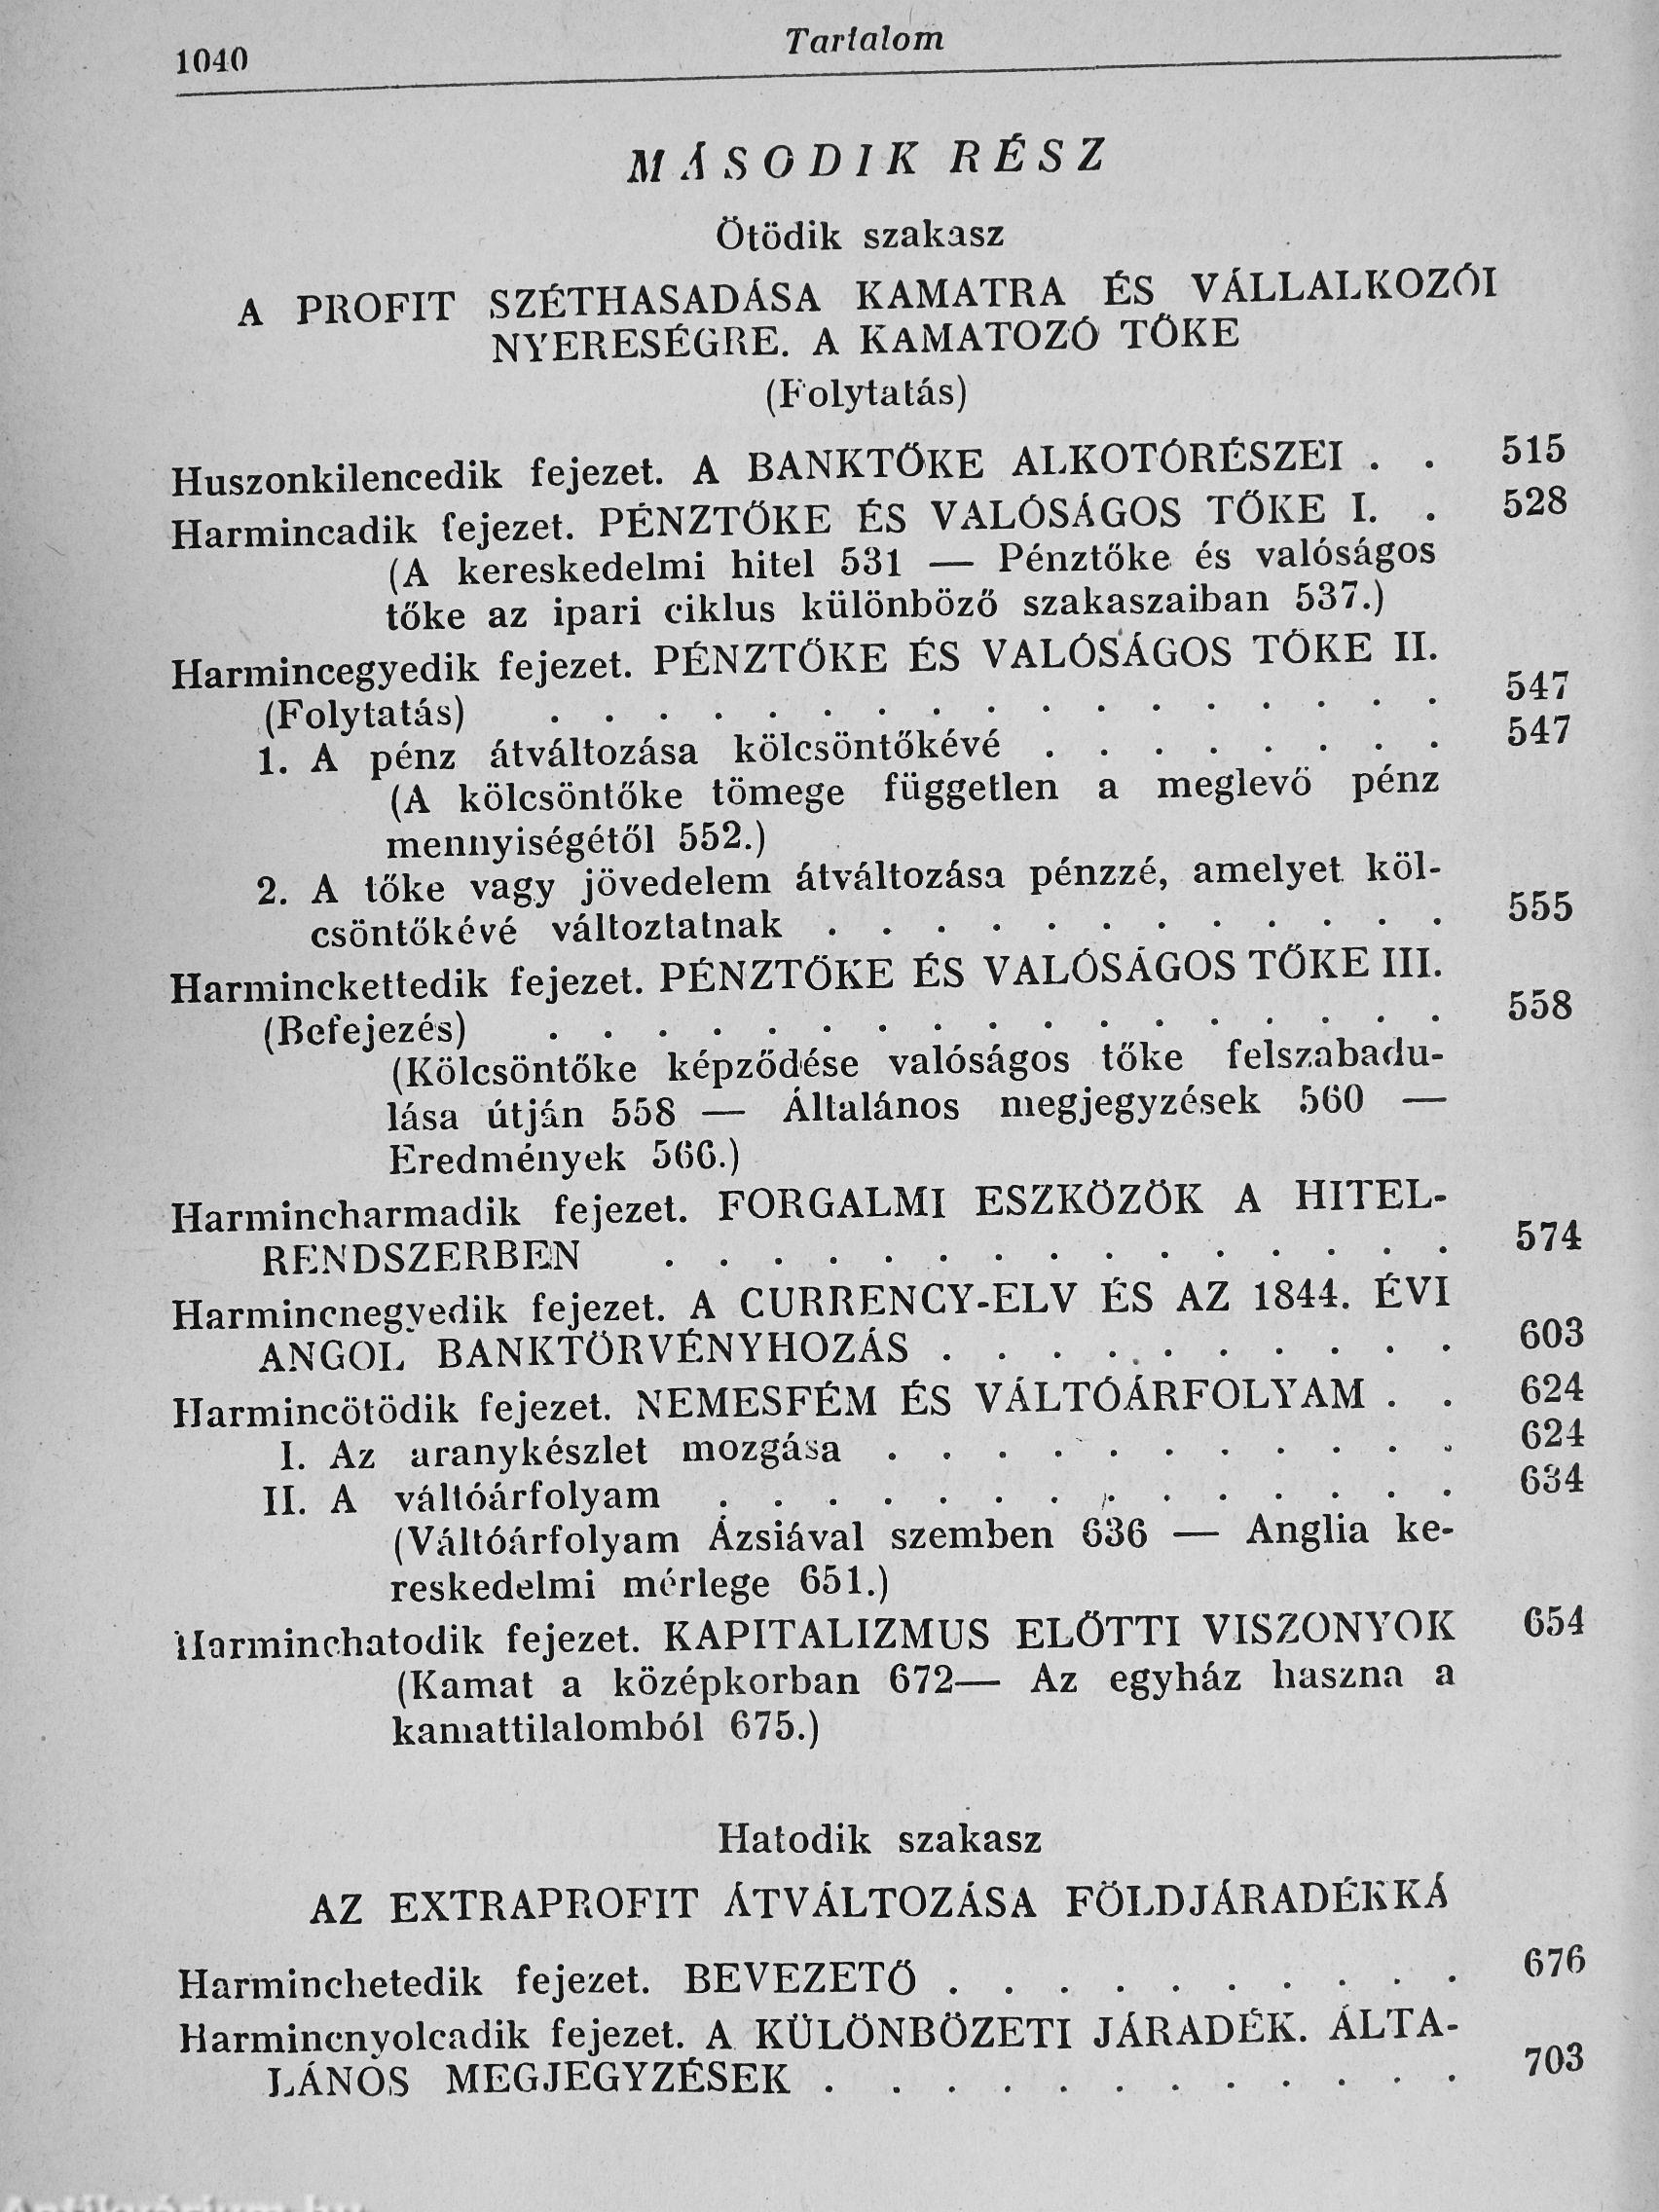 1040
Tartalom
MÁSODIK RÉSZ
Ötödik szakasz
A PROFIT SZÉTHASADÁSA KAMATRA ÉS VÁLLALKOZÓI
NYERESÉGRE. A KAMATOZÓ TŐKE
(Folytatás)
Huszonkilencedik fejezet. A BANKTŐKE ALKOTÓRÉSZEI . . 515
Harmincadik fejezet. PÉNZTŐKE ÉS VALÓSÁGOS TŐKE I. . 528
(A kereskedelmi hitel 531 — Pénztőke és valóságos
tőke az ipari ciklus különböző szakaszaiban 537.)
Harmincegyedik fejezet. PÉNZTŐKE ÉS VALÓSÁGOS TŐKE II.
(Folytatás) . . . . . . . . . . . . . . . . . 547
1. A pénz átváltozása kölcsöntőkévé . . . . . . . . 547
(A kölcsöntőke tömege független a meglevő pénz
mennyiségétől 552.)
2. A tőke vagy jövedelem átváltozása pénzzé, amelyet köl-
csöntőkévé változtatnak . . . . . . . . . . . . 555
Harminckettedik fejezet. PÉNZTŐKE ÉS VALÓSÁGOS TŐKE III.
(Befejezés) . . . . . . . . . . . . . . . . . 558
(Kölcsöntőke képződése valóságos tőke felszabadu-
lása útján 558 — Általános megjegyzések 560 —
Eredmények 566.)
Harmincharmadik fejezet. FORGALMI ESZKÖZÖK A HITEL-
RENDSZERBEN . . . . . . . . . . . . . . . 574
Harmincnegyedik fejezet. A CURRENCY-ELV ÉS AZ 1844. ÉVI
ANGOL BANKTÖRVÉNYHOZÁS . . . . . . . . . . 603
Harmincötödik fejezet. NEMESFÉM ÉS VÁLTÓÁRFOLYAM . . 624
I. Az aranykészlet mozgása . . . . . . . . . . . 624
II. A váltóárfolyam . . . . . . . . . . . . . . 634
(Váltóárfolyam Ázsiával szemben 636 — Anglia ke-
reskedelmi mérlege 651.)
Harminchatodik fejezet. KAPITALIZMUS ELŐTTI VISZONYOK 654
(Kamat a középkorban 672— Az egyház haszna a
kamattilalomból 675.)
Hatodik szakasz
AZ EXTRAPROFIT ÁTVÁLTOZÁSA FÖLDJÁRADÉKKÁ
Harminchetedik fejezet. BEVEZETŐ . . . . . . . . . . 676
Harmincnyolcadik fejezet. A KÜLÖNBÖZETI JÁRADÉK. ÁLTA-
LÁNOS MEGJEGYZÉSEK . . . . . . . . . . . . 703